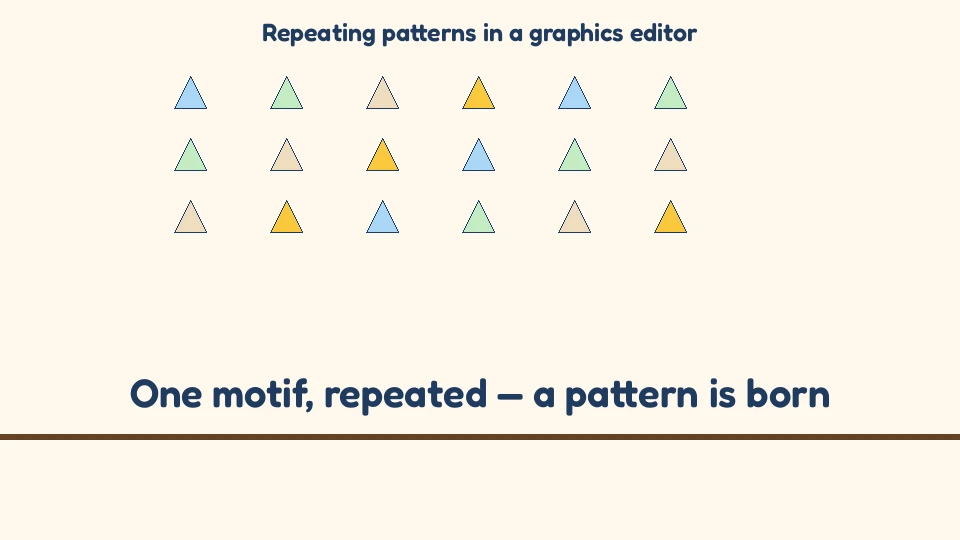 Repeating patterns in a graphics editor
One motif, repeated — a pattern is born